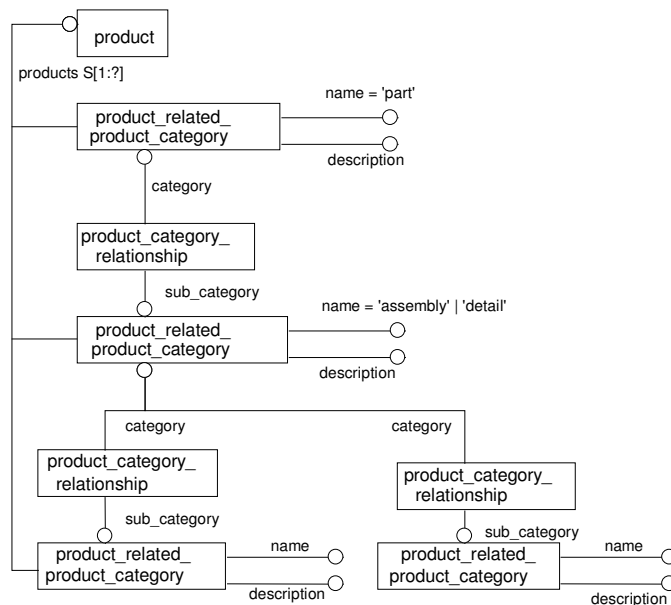 product
products S[1:?]
name = 'part'
product_related_
product_category
description
category
product_category_
relationship
sub_category
name = 'assembly' | 'detail'
product_related_
product_category
description
category
category
product_category_
relationship
product_category_
relationship
sub_category
sub_category
product_related_
product_category
name
description
product_related_
product_category
name
description